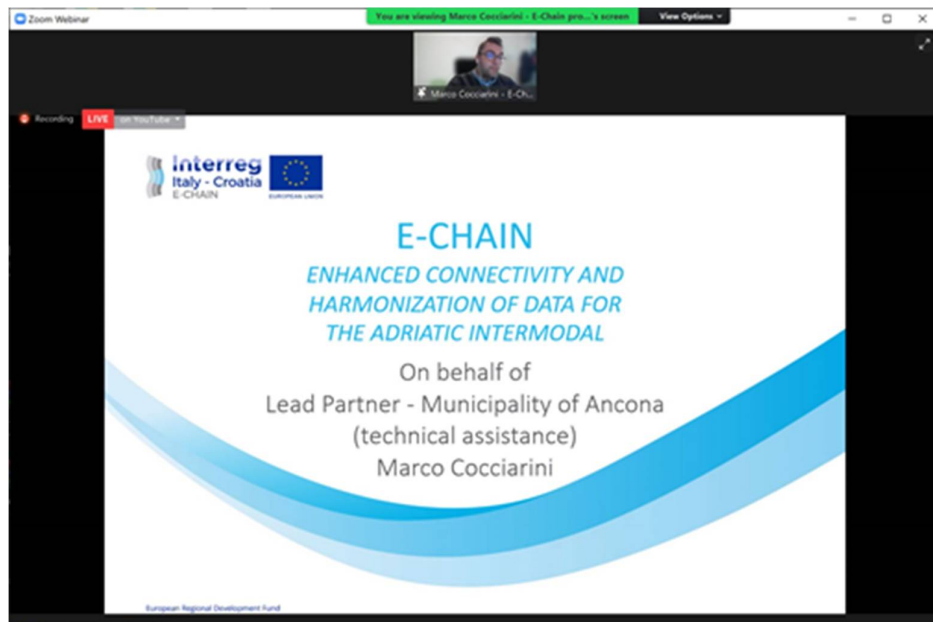 Zoom Webinar
You are viewing Marco Cocciarini - E-Chain pro...'s screen
View Options
Marco Cocciarini - E-Ch...
Recording
LIVE
on YouTube
Interreg
Italy - Croatia
E-CHAIN
EUROPEAN UNION
E-CHAIN
ENHANCED CONNECTIVITY AND
HARMONIZATION OF DATA FOR
THE ADRIATIC INTERMODAL
On behalf of
Lead Partner - Municipality of Ancona
(technical assistance)
Marco Cocciarini
European Regional Development Fund